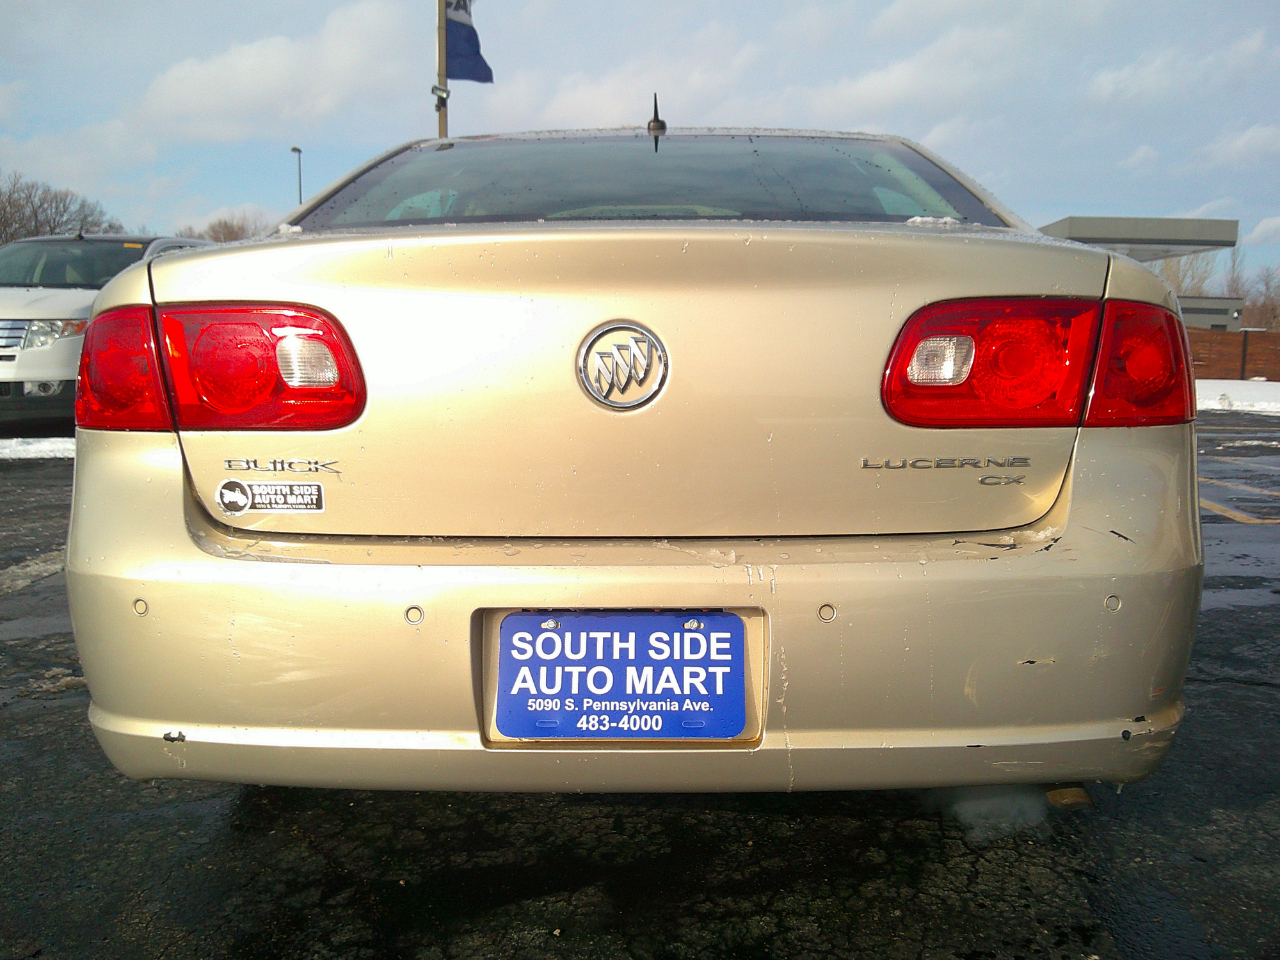 BUICK
LUCERNE
CX
SOUTH SIDE
AUTO MART
SOUTH SIDE
AUTO MART
5090 S. Pennsylvania Ave.
483-4000